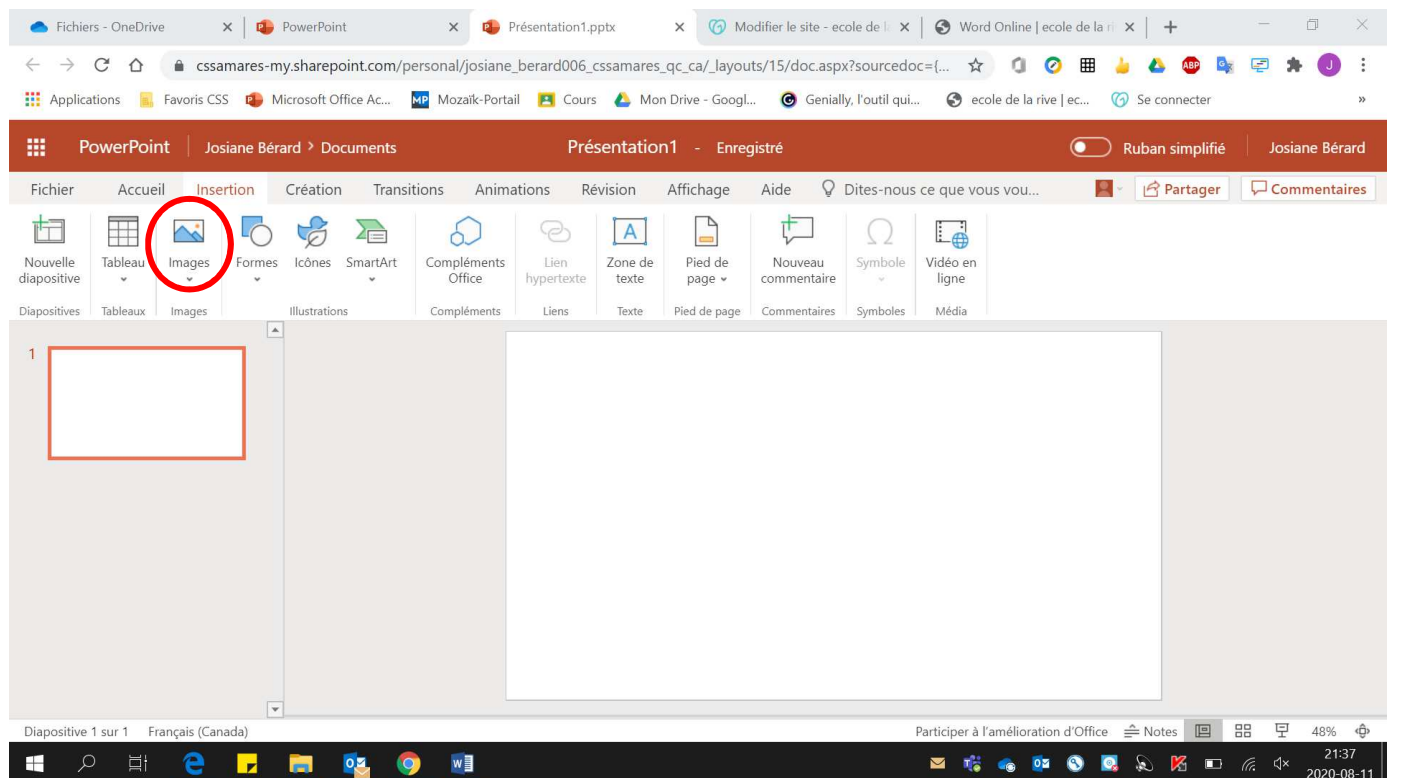 Fichiers - OneDrive PowerPoint Présentation1.pptx Modifier le site - ecole de Word Online | ecole de la
cssamares-my.sharepoint.com/personal/josiane_berard006_cssamares_qc_ca/_layouts/15/doc.aspx?sourcedoc={... ABP J
Applications Favoris CSS Microsoft Office Ac... MP Mozaïk-Portail Cours Mon Drive - Googl... Genially, l'outil qui... ecole de la rive | ec... Se connecter »
PowerPoint Josiane Bérard > Documents Présentation1 - Enregistré Ruban simplifié Josiane Bérard
Fichier Accueil Insertion Création Transitions Animations Révision Affichage Aide Dites-nous ce que vous vou... Partager Commentaires
Nouvelle diapositive Tableau Images Formes Icônes SmartArt Compléments Office Lien hypertexte Zone de texte Pied de page Nouveau commentaire Symbole Vidéo en ligne
Diapositives Tableaux Images Illustrations Compléments Liens Texte Pied de page Commentaires Symboles Média
1
Diapositive 1 sur 1 Français (Canada) Participer à l'amélioration d'Office Notes 48%
21:37
2020-08-11